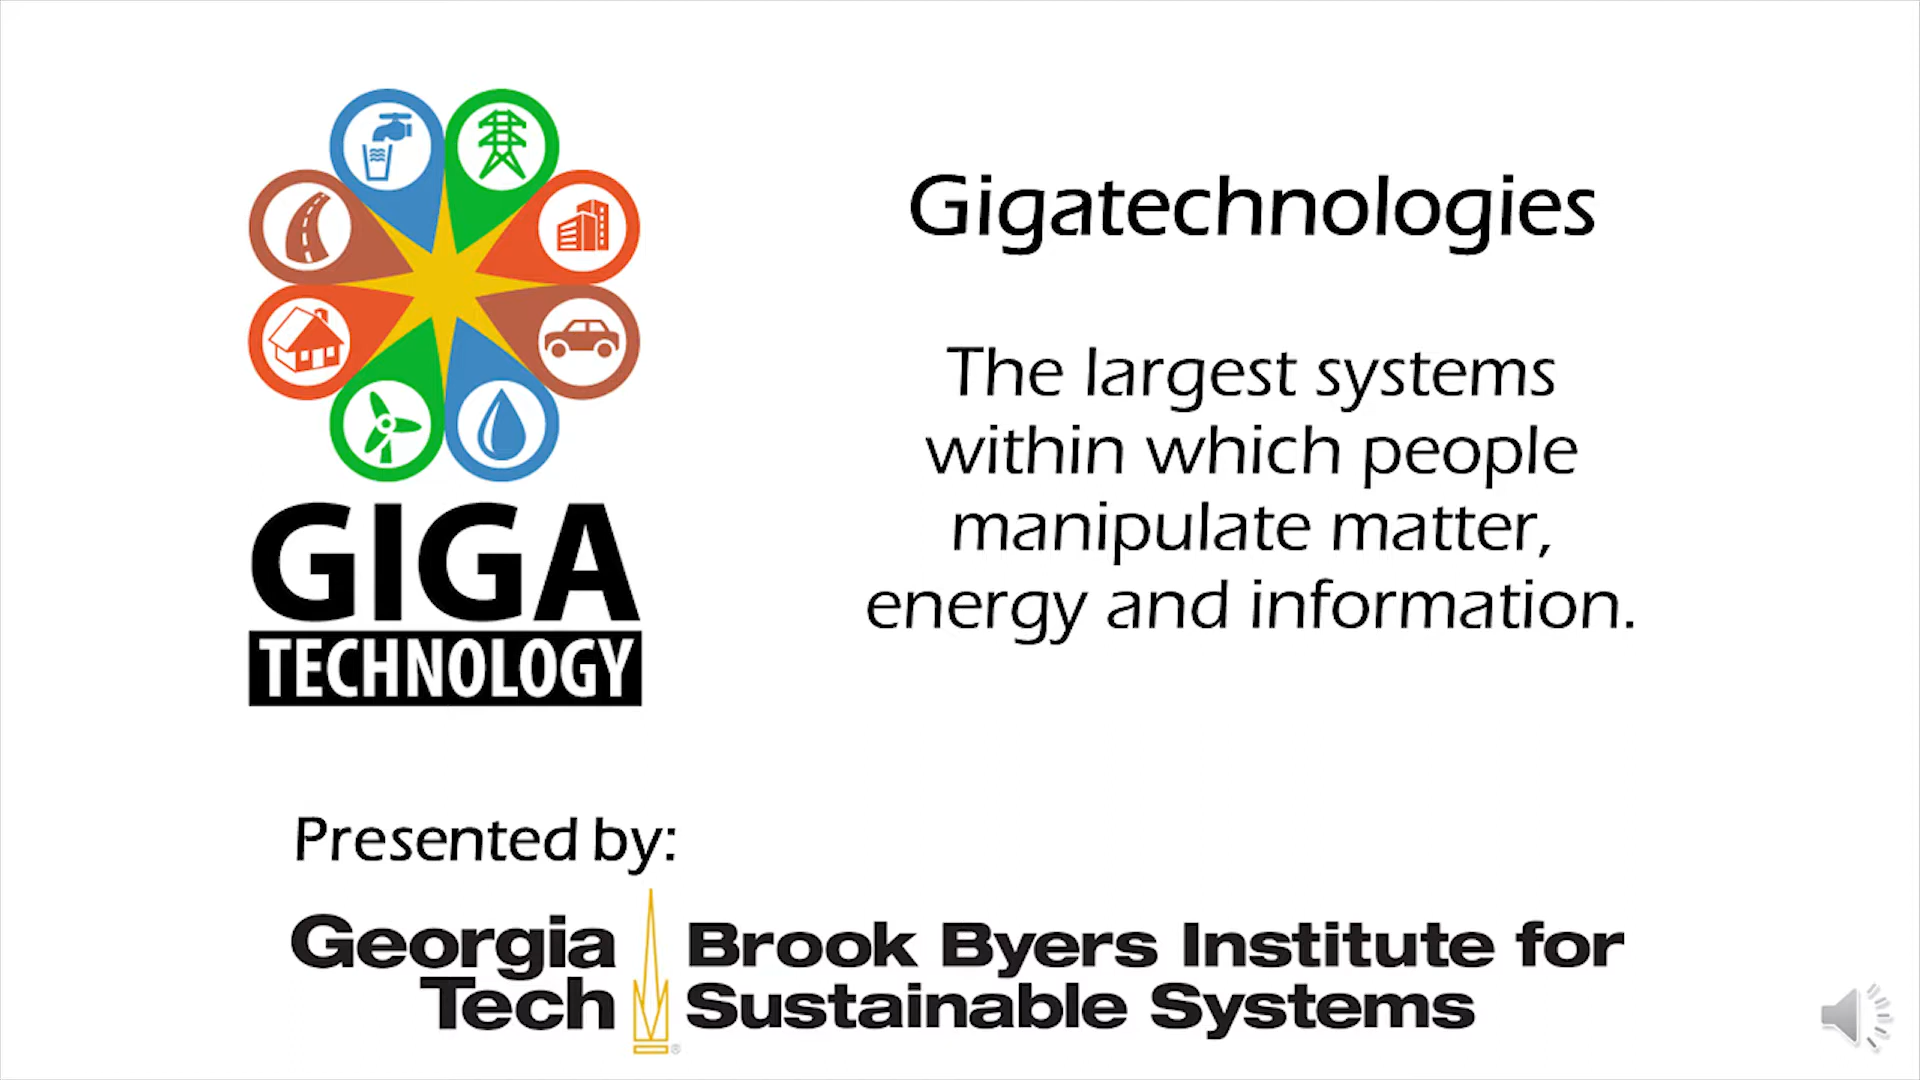 GIGA
TECHNOLOGY
Gigatechnologies
The largest systems
within which people
manipulate matter,
energy and information.
Presented by:
Georgia
Tech
®
Brook Byers Institute for
Sustainable Systems